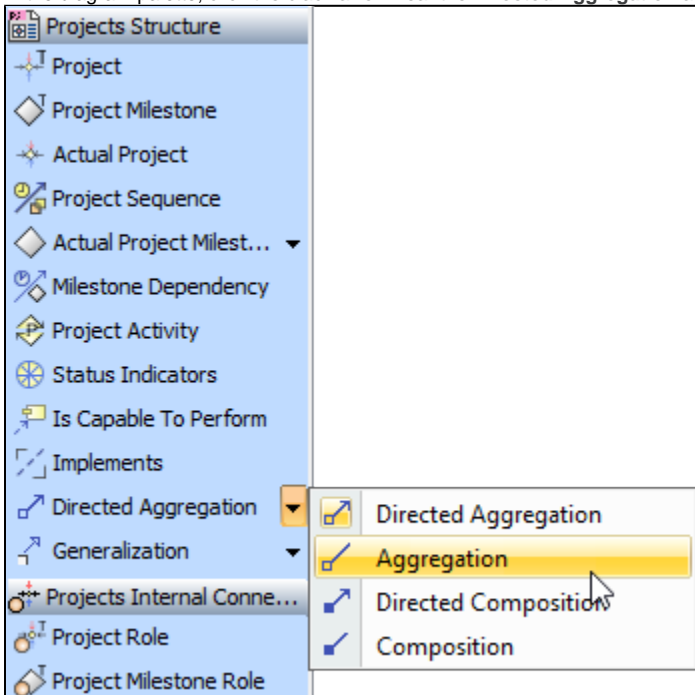 Projects Structure
Project
Project Milestone
Actual Project
Project Sequence
Actual Project Milest...
Milestone Dependency
Project Activity
Status Indicators
Is Capable To Perform
Implements
Directed Aggregation
Directed Aggregation
Generalization
Aggregation
Projects Internal Conne...
Directed Composition
Project Role
Composition
Project Milestone Role